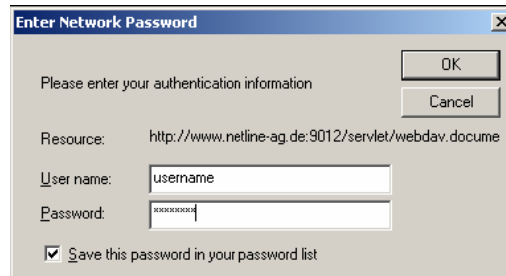 Enter Network Password
OK
Please enter your authentication information
Cancel
Resource: http://www.netline-ag.de:9012/servlet/webdav.docume
User name: username
Password: ********
Save this password in your password list